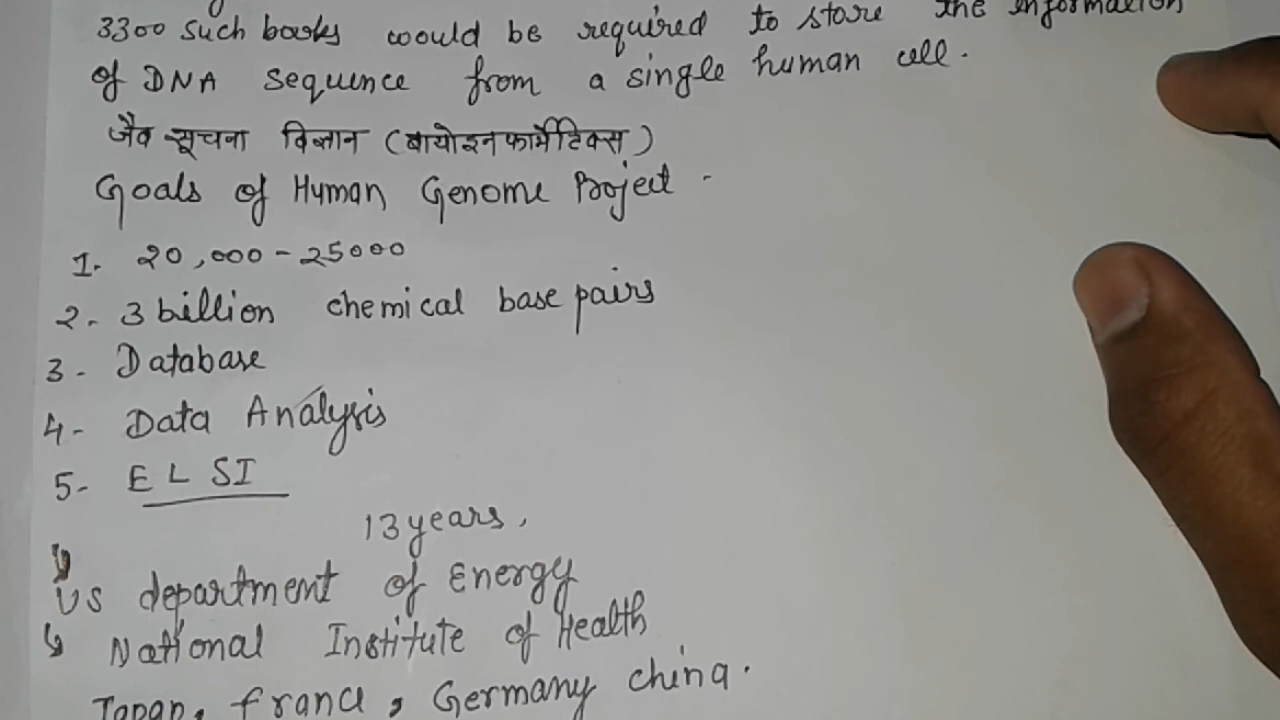 3300 such books would be required to store the information
of DNA sequence from a single human cell.
जैव सूचना विज्ञान (बायोइनफार्मेटिक्स)
Goals of Human Genome Project -
1. 20,000-25000
2. 3 billion chemical base pairs
3. Database
4- Data Analysis
5- ELSI
13 years,
US department of Energy
National Institute of Health
Japan, france, Germany china.